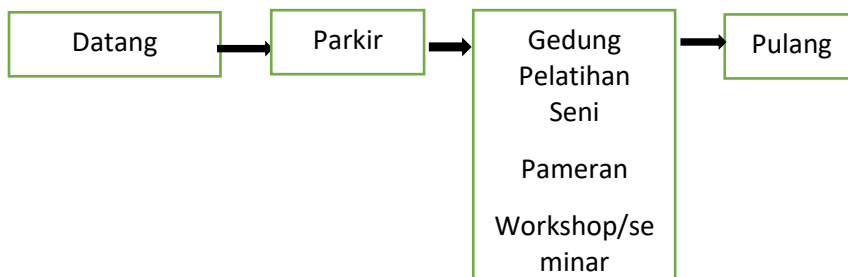 Datang
Parkir
Gedung
Pelatihan
Seni
Pameran
Workshop/se
minar
Pulang